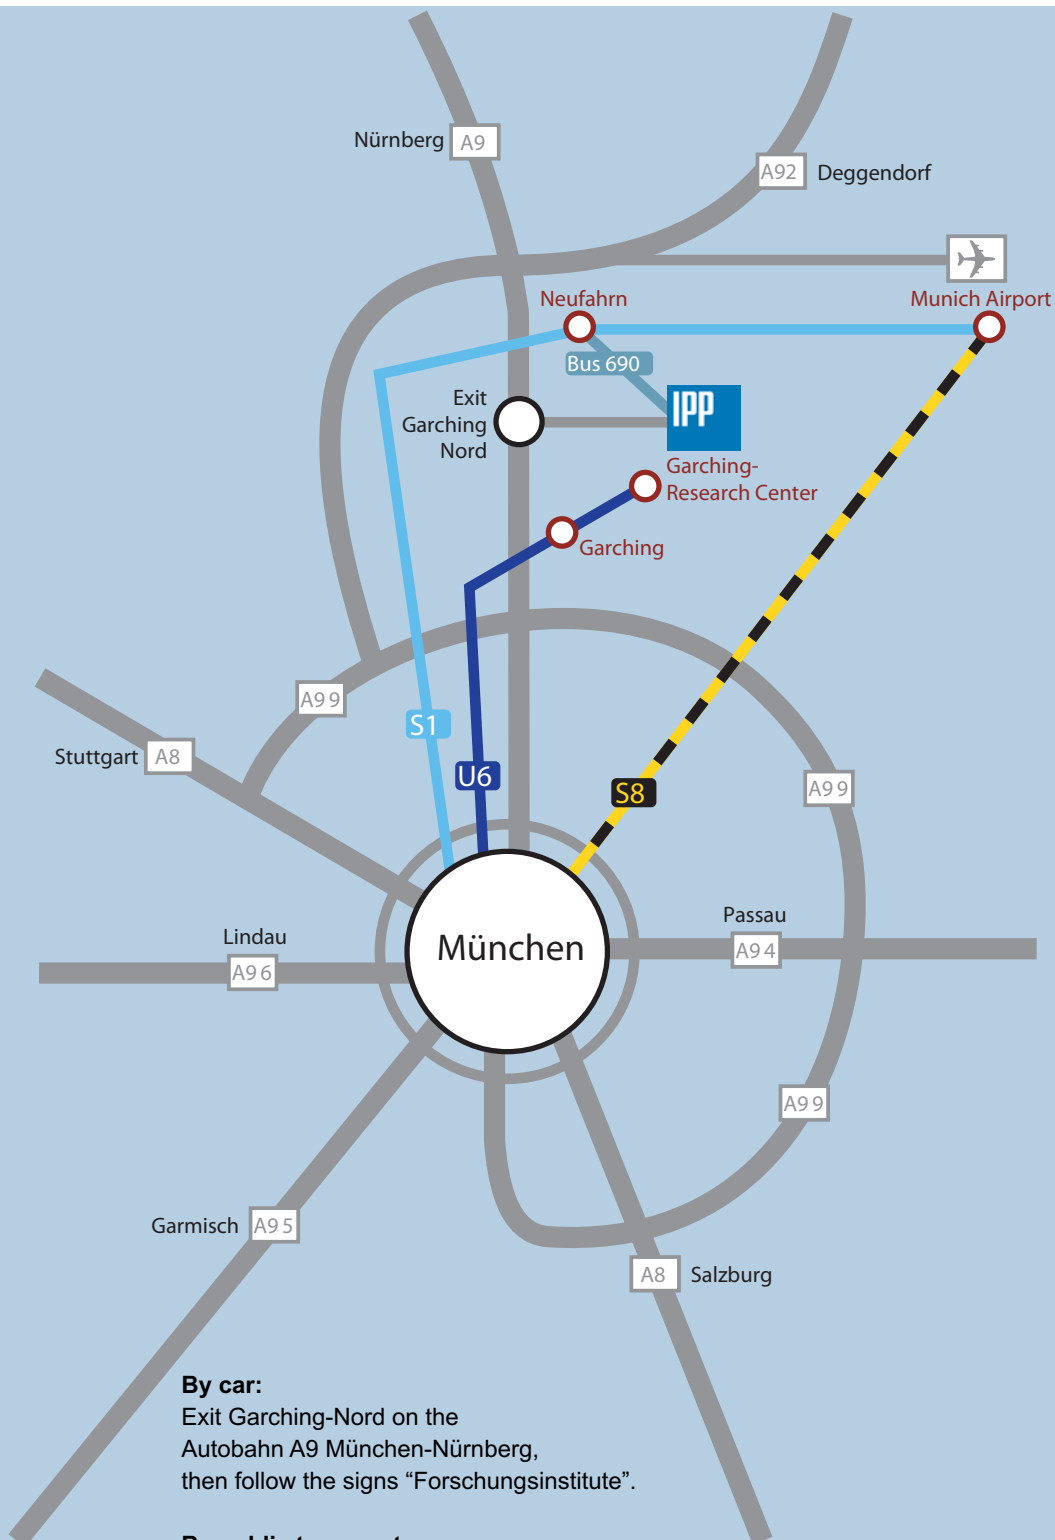 Nürnberg
A9
A92
Deggendorf
Neufahrn
Munich Airport
Bus 690
Exit
Garching
Nord
IPP
Garching-
Research Center
Garching
A99
S1
Stuttgart
A8
U6
S8
A99
Passau
Lindau
München
A94
A96
A99
Garmisch
A95
A8
Salzburg
By car:
Exit Garching-Nord on the
Autobahn A9 München-Nürnberg,
then follow the signs “Forschungsinstitute”.